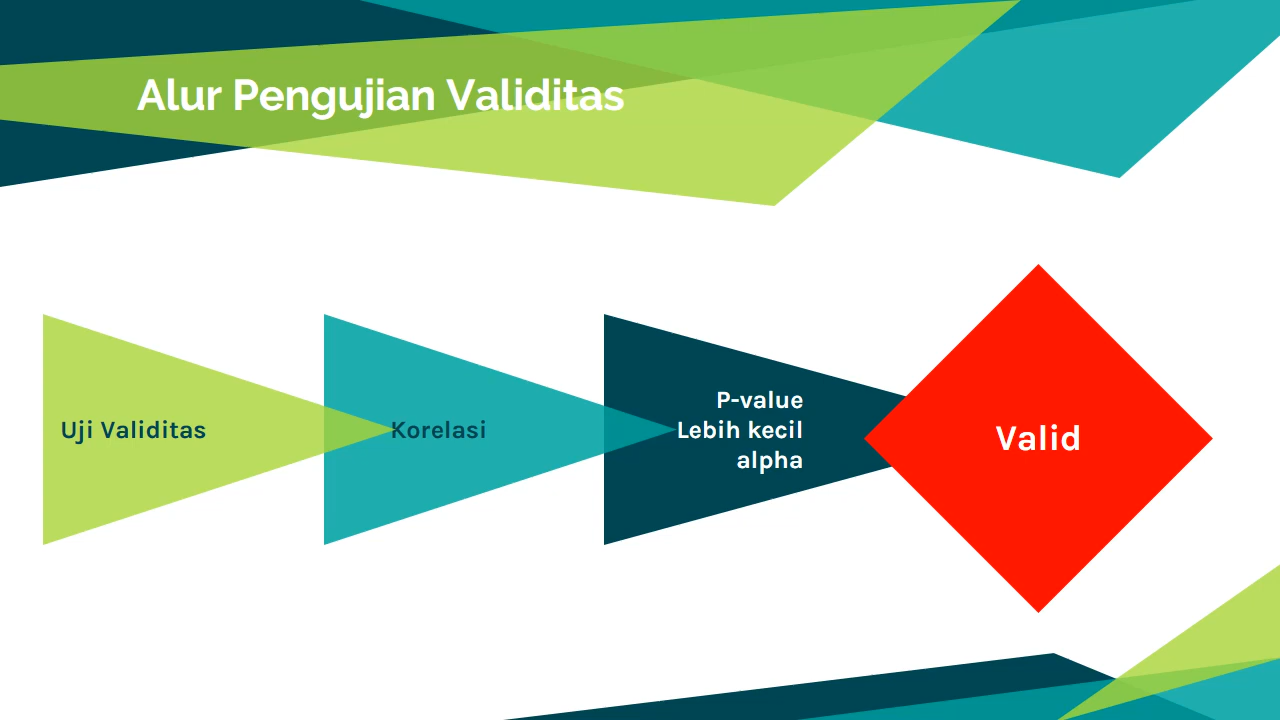 Alur Pengujian Validitas
Uji Validitas
Korelasi
P-value
Lebih kecil
alpha
Valid